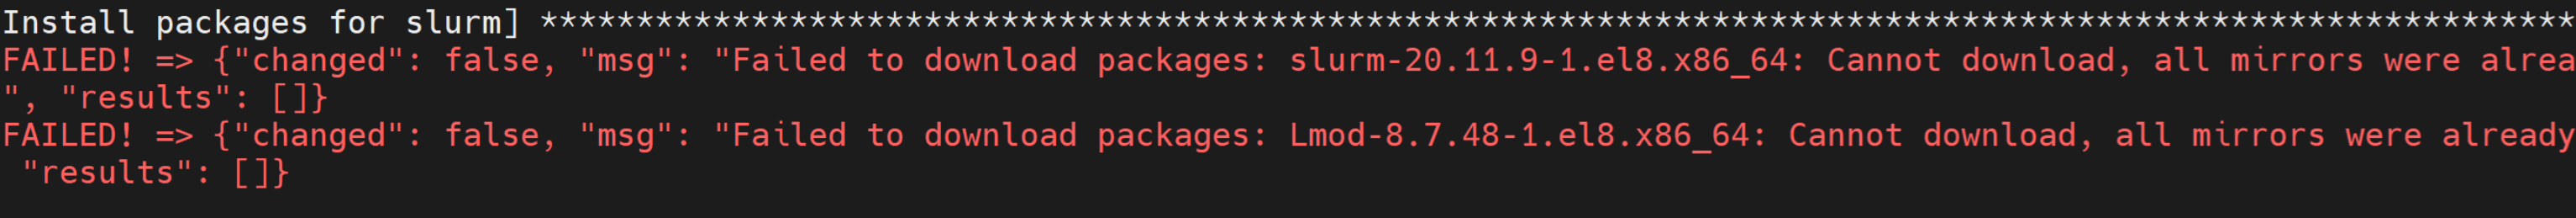 Install packages for slurm] ****************************************************************************************************************
FAILED! => {"changed": false, "msg": "Failed to download packages: slurm-20.11.9-1.el8.x86_64: Cannot download, all mirrors were alrea
", "results": []}
FAILED! => {"changed": false, "msg": "Failed to download packages: Lmod-8.7.48-1.el8.x86_64: Cannot download, all mirrors were already
"results": []}